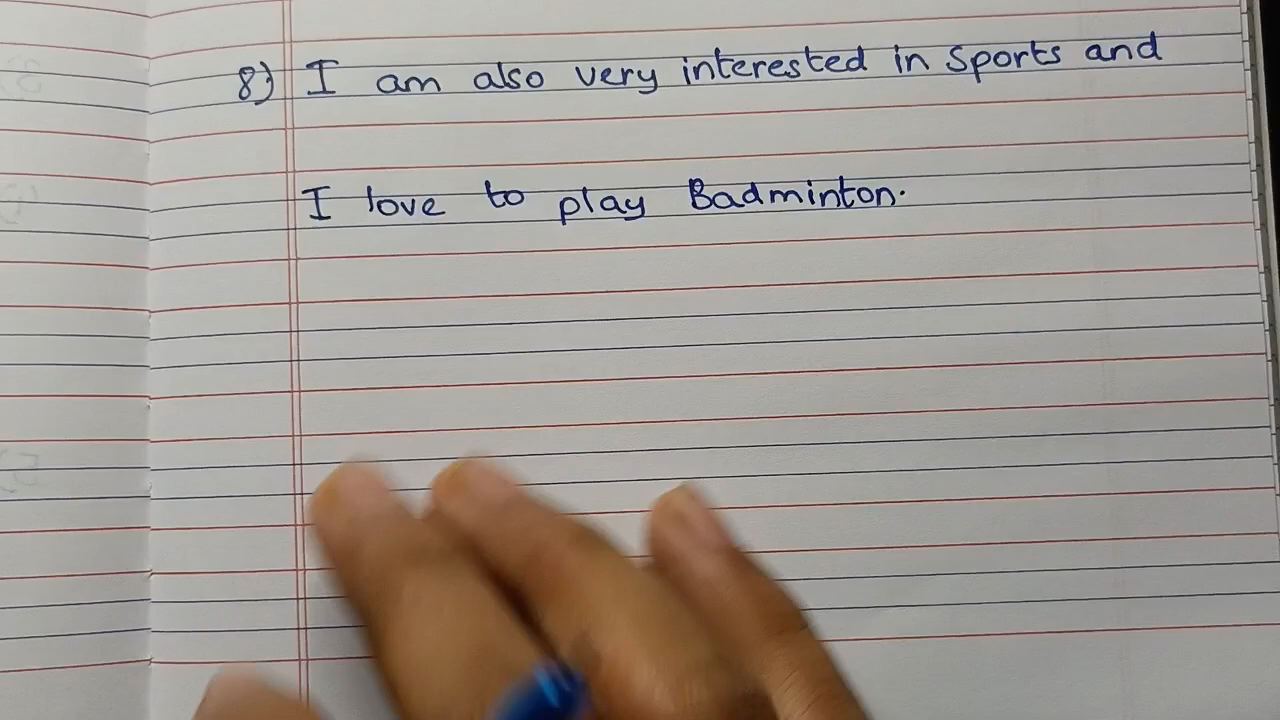 8) I am also very interested in Sports and
I love to play Badminton.